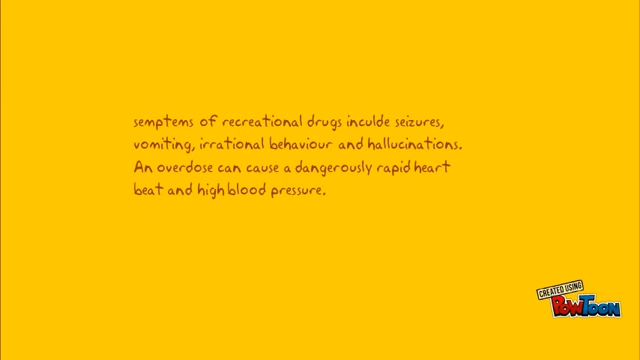 semptems of recreational drugs inculde seizures,
vomiting, irrational behaviour and hallucinations.
An overdose can cause a dangerously rapid heart
beat and high blood pressure.
CREATED USING
POWTOON